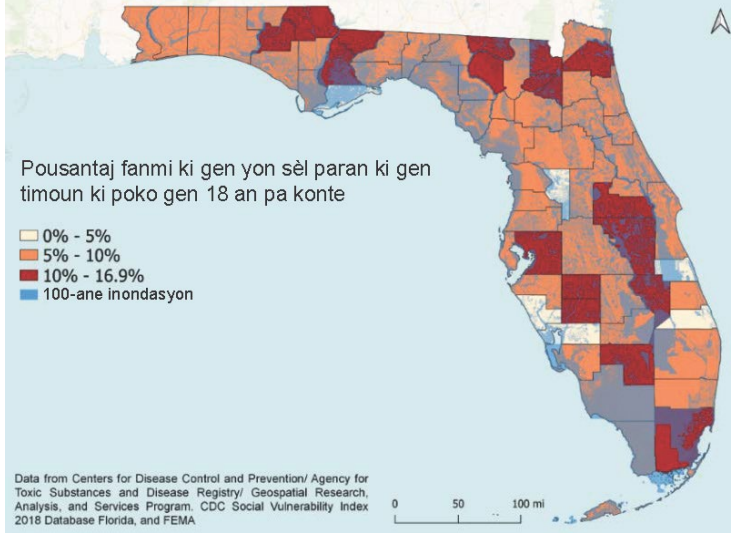 Pousantaj fanmi ki gen yon sèl paran ki gen
timoun ki poko gen 18 an pa konte
0% - 5%
5% - 10%
10% - 16.9%
100-ane inondasyon
Data from Centers for Disease Control and Prevention/ Agency for
Toxic Substances and Disease Registry/ Geospatial Research,
Analysis, and Services Program. CDC Social Vulnerability Index
2018 Database Florida, and FEMA
0 50 100 mi